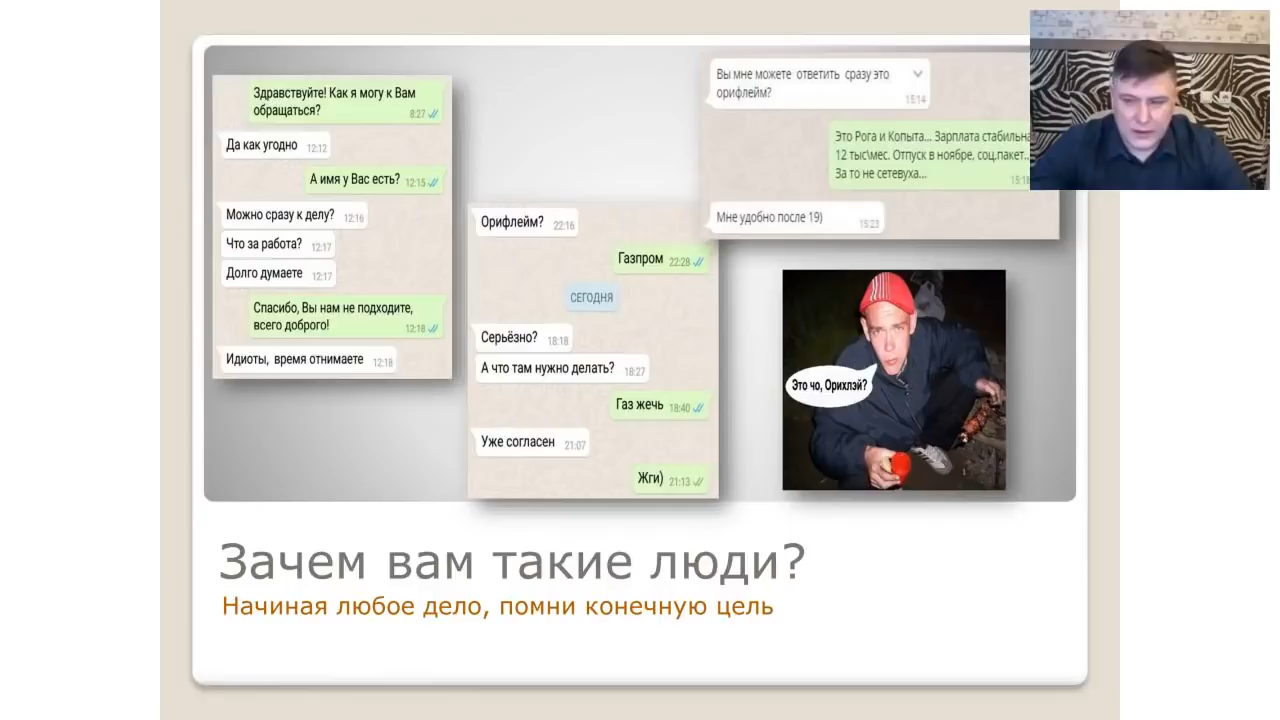 Здравствуйте! Как я могу к Вам
обращаться?
8:27
Да как угодно 12:12
А имя у Вас есть? 12:15
Можно сразу к делу? 12:16
Что за работа? 12:17
Долго думаете 12:17
Спасибо, Вы нам не подходите,
всего доброго! 12:18
Идиоты, время отнимаете 12:18
Орифлейм? 22:16
Газпром 22:28
СЕГОДНЯ
Серьёзно? 18:18
А что там нужно делать? 18:27
Газ жечь 18:40
Уже согласен 21:07
Жги) 21:13
Вы мне можете ответить сразу это
орифлейм?
15:14
Это Рога и Копыта... Зарплата стабильна
12 тыс\мес. Отпуск в ноябре, соц.пакет..
За то не сетевуха...
Мне удобно после 19) 15:23
Это чо, Орихлэй?
Зачем вам такие люди?
Начиная любое дело, помни конечную цель